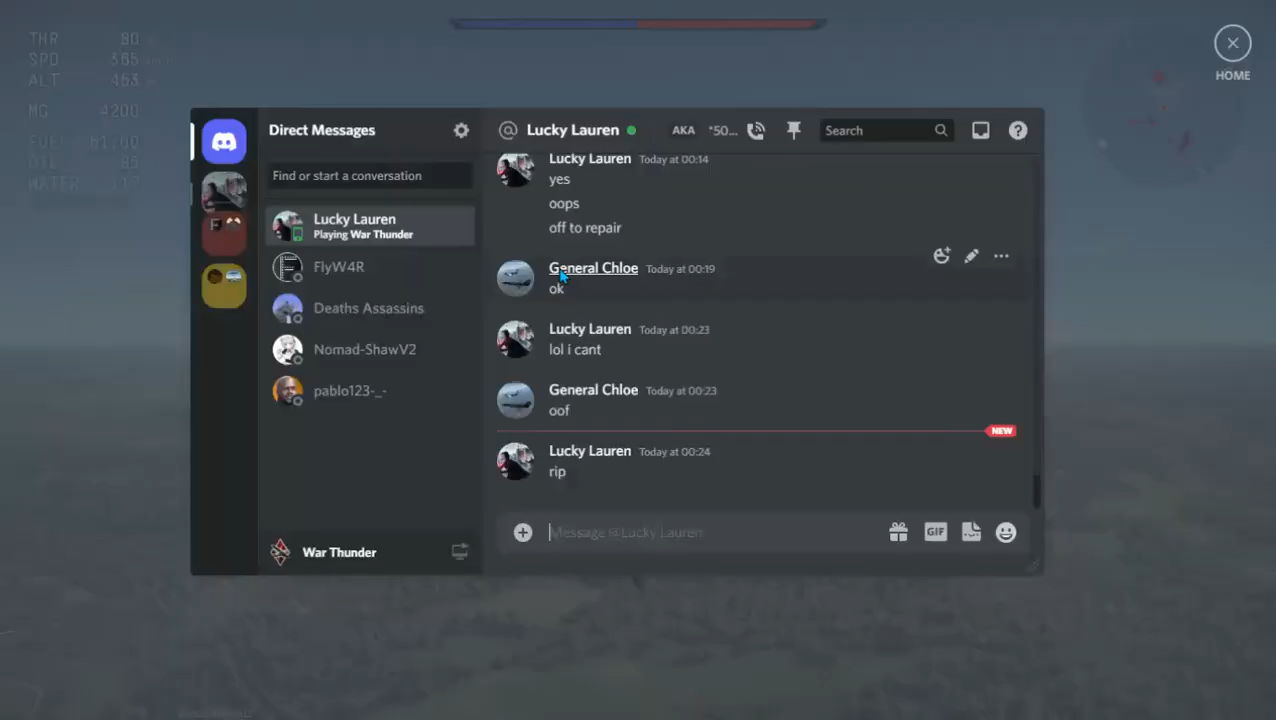 THR 80
SPD 365
ALT 463
MG 4200
HOME
Direct Messages
Find or start a conversation
Lucky Lauren
Playing War Thunder
FlyW4R
Deaths Assassins
Nomad-ShawV2
pablo123-_-
War Thunder
@ Lucky Lauren AKA *50... Search
Lucky Lauren Today at 00:14
yes
oops
off to repair
General Chloe Today at 00:19
ok
Lucky Lauren Today at 00:23
lol i cant
General Chloe Today at 00:23
oof
NEW
Lucky Lauren Today at 00:24
rip
Message @Lucky Lauren
GIF